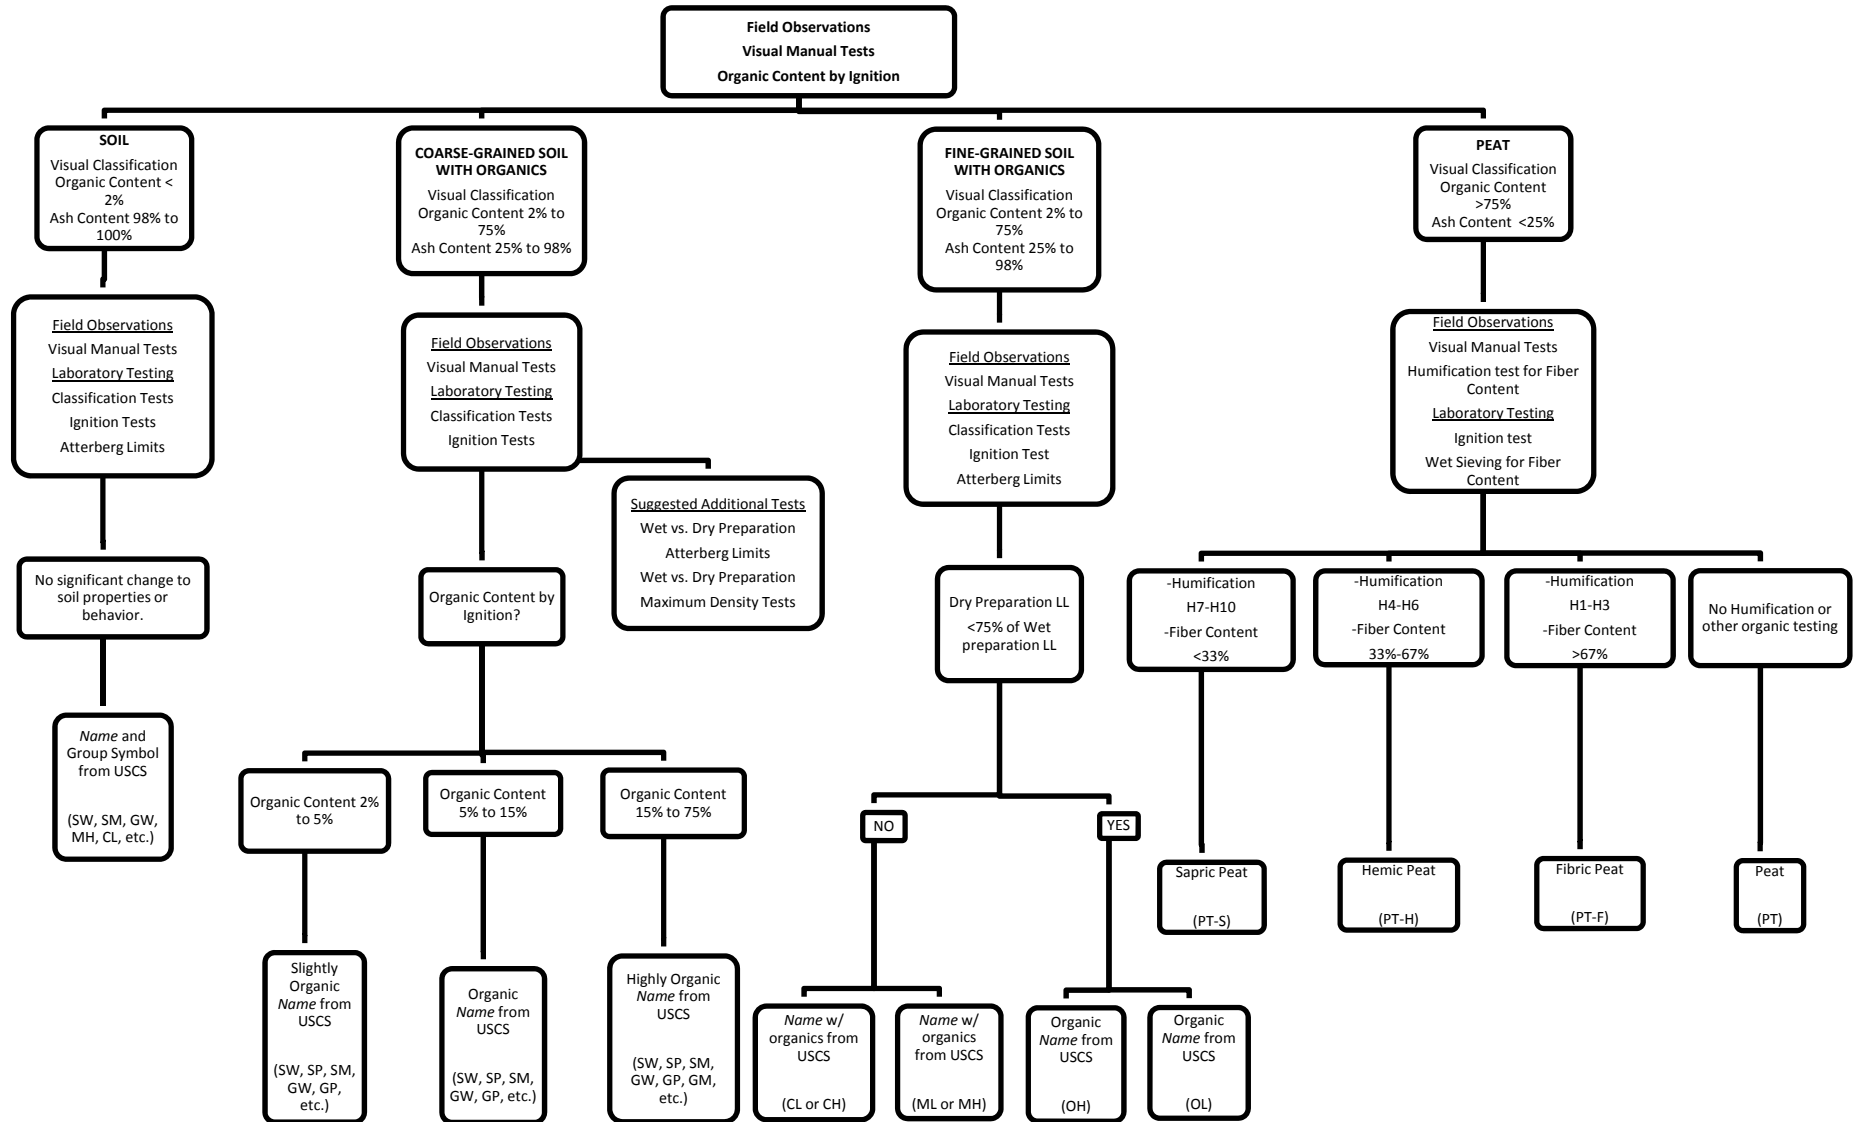 Field Observations
Visual Manual Tests
Organic Content by Ignition
SOIL
Visual Classification
Organic Content <
2%
Ash Content 98% to
100%
COARSE-GRAINED SOIL
WITH ORGANICS
Visual Classification
Organic Content 2% to
75%
Ash Content 25% to 98%
FINE-GRAINED SOIL
WITH ORGANICS
Visual Classification
Organic Content 2% to
75%
Ash Content 25% to
98%
PEAT
Visual Classification
Organic Content
>75%
Ash Content <25%
Field Observations
Visual Manual Tests
Laboratory Testing
Classification Tests
Ignition Tests
Atterberg Limits
Field Observations
Visual Manual Tests
Laboratory Testing
Classification Tests
Ignition Tests
Suggested Additional Tests
Wet vs. Dry Preparation
Atterberg Limits
Wet vs. Dry Preparation
Maximum Density Tests
Field Observations
Visual Manual Tests
Laboratory Testing
Classification Tests
Ignition Test
Atterberg Limits
Field Observations
Visual Manual Tests
Humification test for Fiber
Content
Laboratory Testing
Ignition test
Wet Sieving for Fiber
Content
No significant change to
soil properties or
behavior.
Organic Content by
Ignition?
Dry Preparation LL
<75% of Wet
preparation LL
-Humification
H7-H10
-Fiber Content
<33%
-Humification
H4-H6
-Fiber Content
33%-67%
-Humification
H1-H3
-Fiber Content
>67%
No Humification or
other organic testing
Name and
Group Symbol
from USCS
(SW, SM, GW,
MH, CL, etc.)
Organic Content 2%
to 5%
Organic Content
5% to 15%
Organic Content
15% to 75%
NO
YES
Sapric Peat
(PT-S)
Hemic Peat
(PT-H)
Fibric Peat
(PT-F)
Peat
(PT)
Slightly
Organic
Name from
USCS
(SW, SP, SM,
GW, GP,
etc.)
Organic
Name from
USCS
(SW, SP, SM,
GW, GP, etc.)
Highly Organic
Name from
USCS
(SW, SP, SM,
GW, GP, GM,
etc.)
Name w/
organics from
USCS
(CL or CH)
Name w/
organics
from USCS
(ML or MH)
Organic
Name from
USCS
(OH)
Organic
Name from
USCS
(OL)